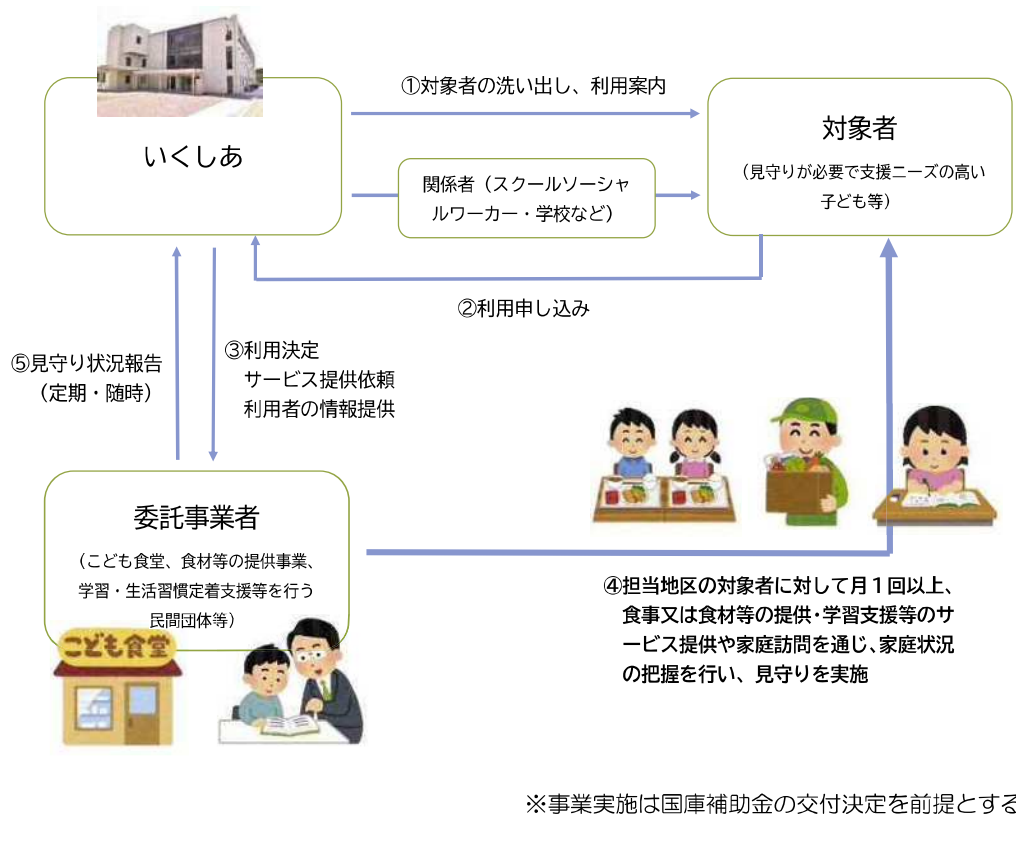 いくしあ
①対象者の洗い出し、利用案内
関係者（スクールソーシャ
ルワーカー・学校など）
対象者
（見守りが必要で支援ニーズの高い
子ども等）
②利用申し込み
⑤見守り状況報告
（定期・随時）
③利用決定
サービス提供依頼
利用者の情報提供
委託事業者
（こども食堂、食材等の提供事業、
学習・生活習慣定着支援等を行う
民間団体等）
こども食堂
④担当地区の対象者に対して月１回以上、
食事又は食材等の提供・学習支援等のサ
ービス提供や家庭訪問を通じ、家庭状況
の把握を行い、見守りを実施
※事業実施は国庫補助金の交付決定を前提とする